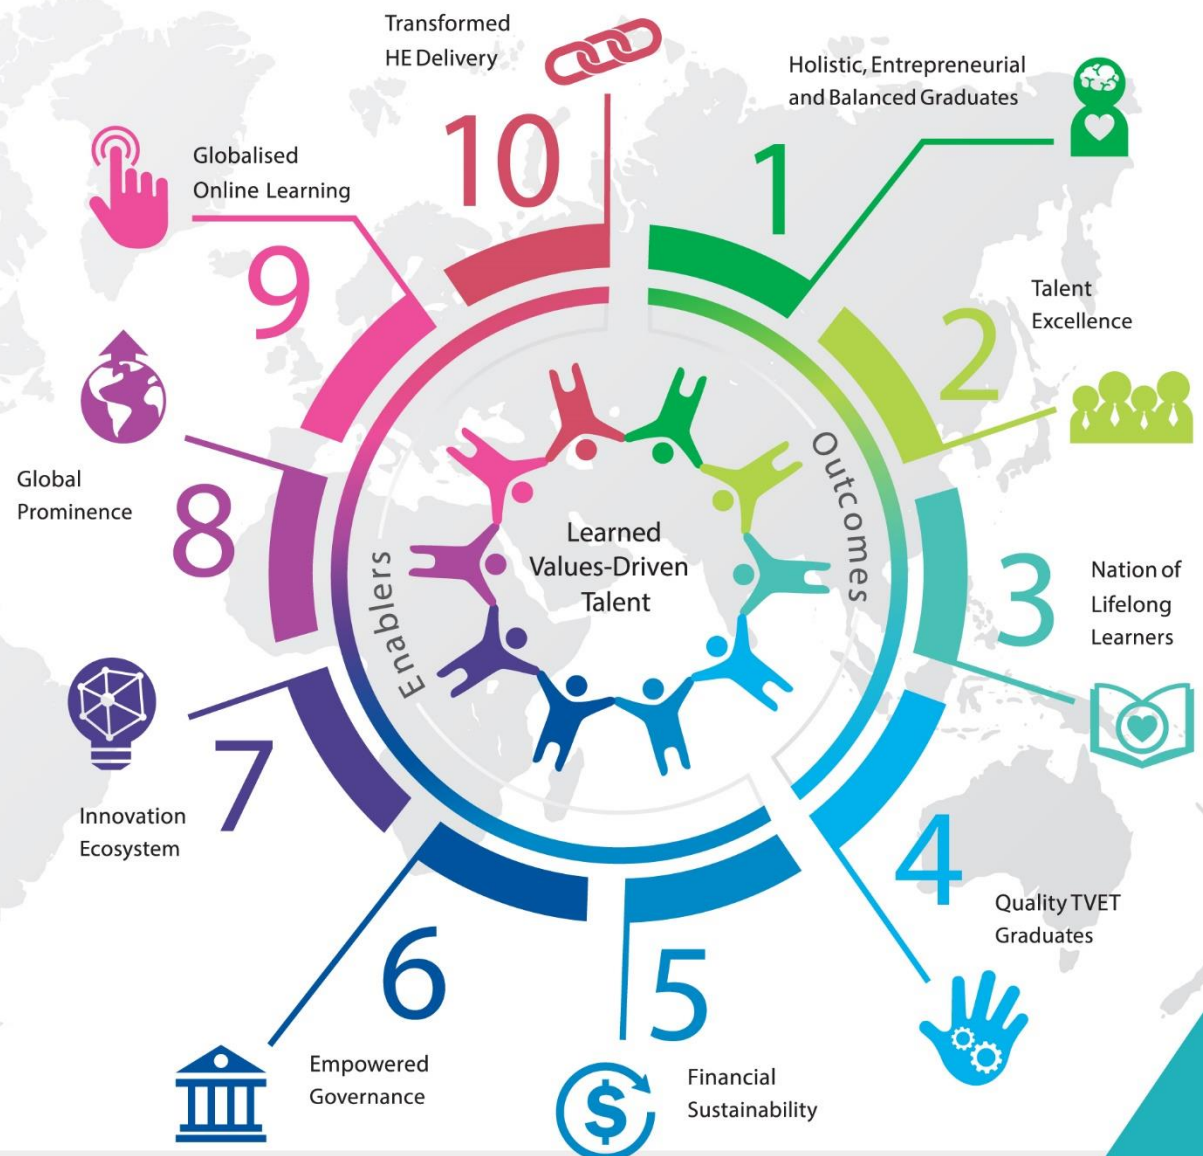 Transformed
HE Delivery
10
Holistic, Entrepreneurial
and Balanced Graduates
1
Globalised
Online Learning
9
Talent
Excellence
2
Global
Prominence
8
Nation of
Lifelong
Learners
3
Learned
Values-Driven
Talent
Outcomes
Enablers
Innovation
Ecosystem
7
4
Quality TVET
Graduates
6
Empowered
Governance
5
Financial
Sustainability
$